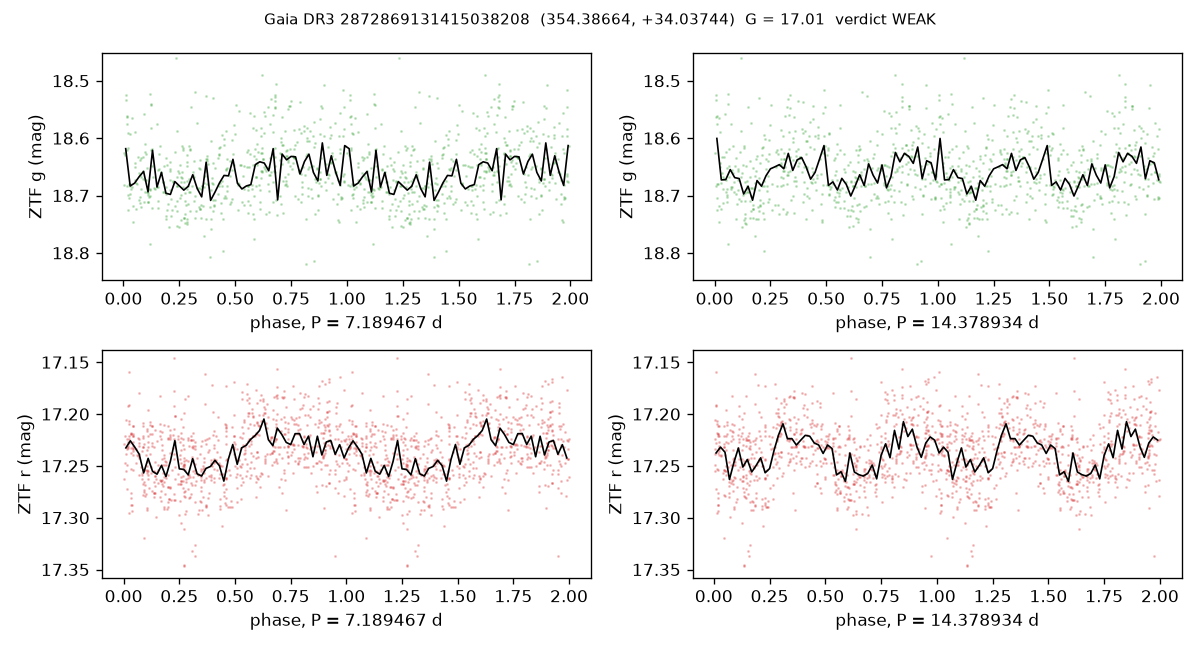 Gaia DR3 2872869131415038208 (354.38664, +34.03744) G = 17.01 verdict WEAK
ZTF g (mag)
18.5
18.6
18.7
18.8
0.00 0.25 0.50 0.75 1.00 1.25 1.50 1.75 2.00
phase, P = 7.189467 d
ZTF g (mag)
18.5
18.6
18.7
18.8
0.00 0.25 0.50 0.75 1.00 1.25 1.50 1.75 2.00
phase, P = 14.378934 d
ZTF r (mag)
17.15
17.20
17.25
17.30
17.35
0.00 0.25 0.50 0.75 1.00 1.25 1.50 1.75 2.00
phase, P = 7.189467 d
ZTF r (mag)
17.15
17.20
17.25
17.30
17.35
0.00 0.25 0.50 0.75 1.00 1.25 1.50 1.75 2.00
phase, P = 14.378934 d